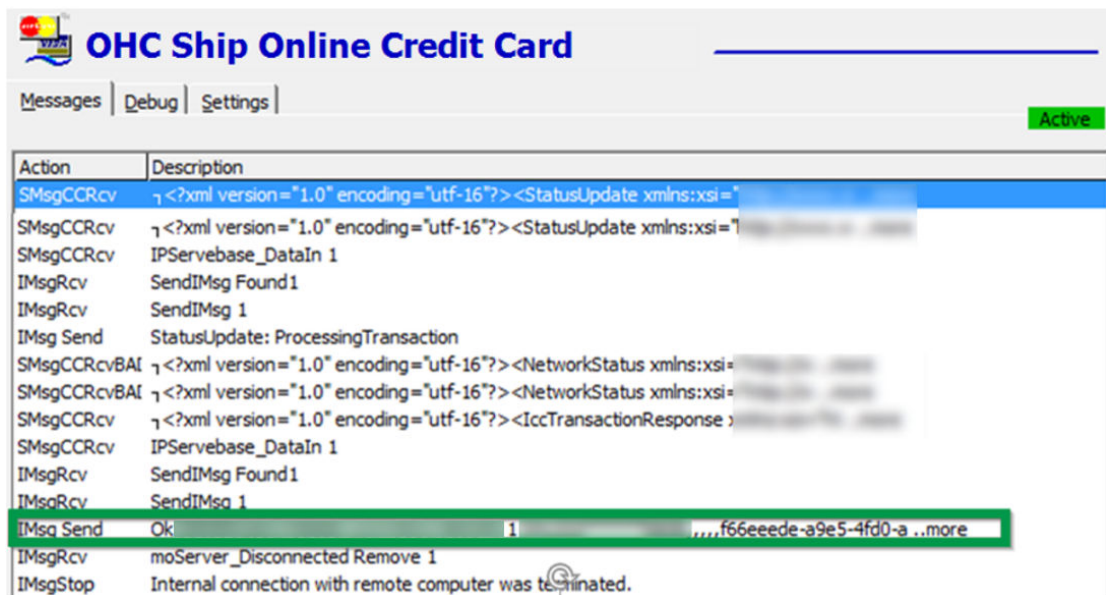 OHC Ship Online Credit Card
Messages Debug Settings
Active
Action Description
SMsgCCRcv ┐<?xml version="1.0" encoding="utf-16"?><StatusUpdate xmlns:xsi="
SMsgCCRcv ┐<?xml version="1.0" encoding="utf-16"?><StatusUpdate xmlns:xsi="
SMsgCCRcv IPServebase_DataIn 1
IMsgRcv SendIMsg Found1
IMsgRcv SendIMsg 1
IMsg Send StatusUpdate: ProcessingTransaction
SMsgCCRcvBAD ┐<?xml version="1.0" encoding="utf-16"?><NetworkStatus xmlns:xsi=
SMsgCCRcvBAD ┐<?xml version="1.0" encoding="utf-16"?><NetworkStatus xmlns:xsi=
SMsgCCRcv ┐<?xml version="1.0" encoding="utf-16"?><IccTransactionResponse
SMsgCCRcv IPServebase_DataIn 1
IMsgRcv SendIMsg Found1
IMsgRcv SendIMsg 1
IMsg Send Ok 1 ,,,,f66eeede-a9e5-4fd0-a ..more
IMsgRcv moServer_Disconnected Remove 1
IMsgStop Internal connection with remote computer was terminated.